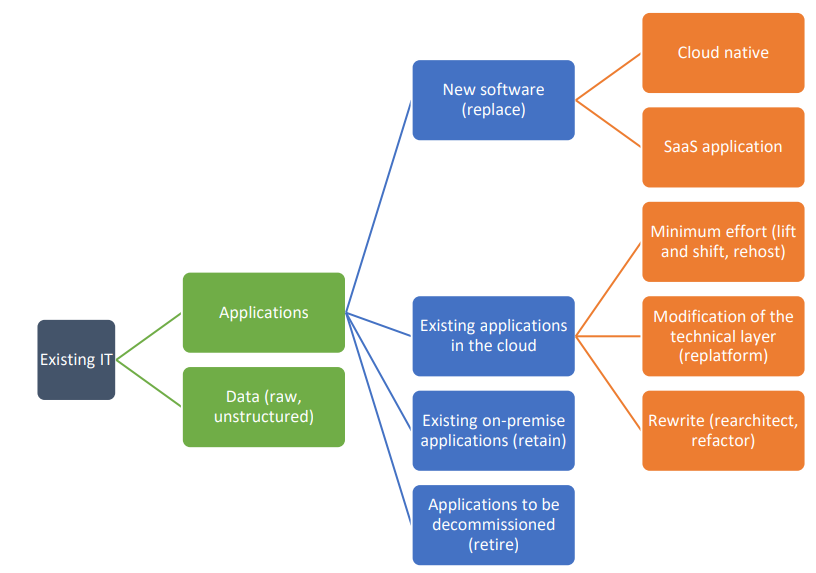 Existing IT
Applications
Data (raw,
unstructured)
New software
(replace)
Existing applications
in the cloud
Existing on-premise
applications (retain)
Applications to be
decommissioned
(retire)
Cloud native
SaaS application
Minimum effort (lift
and shift, rehost)
Modification of the
technical layer
(replatform)
Rewrite (rearchitect,
refactor)